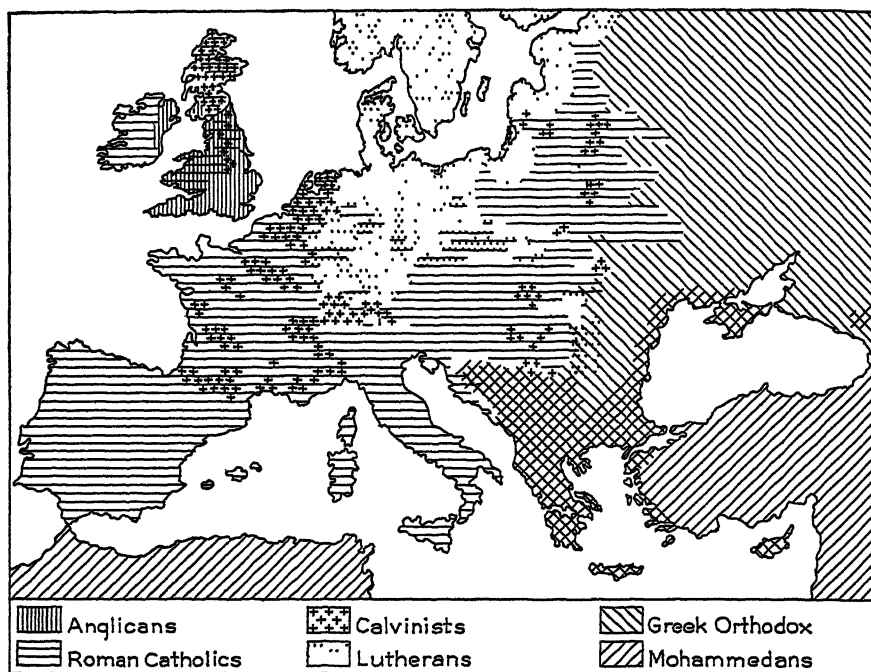 Anglicans
Calvinists
Greek Orthodox
Roman Catholics
Lutherans
Mohammedans